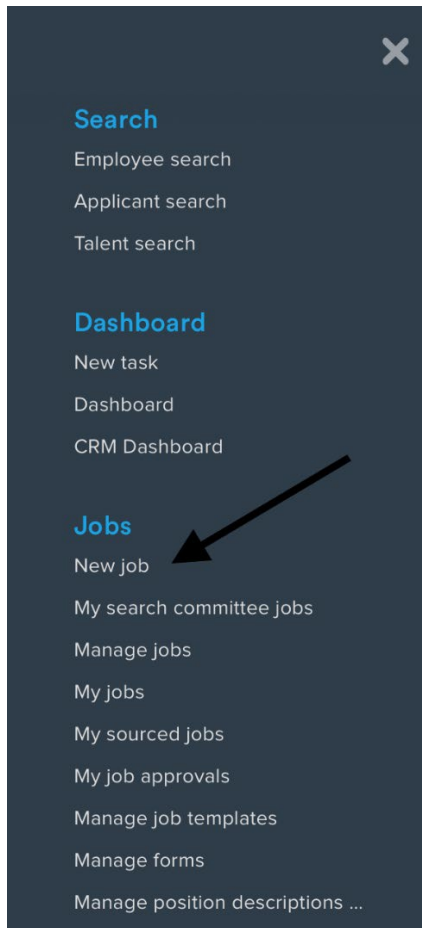 Search
Employee search
Applicant search
Talent search
Dashboard
New task
Dashboard
CRM Dashboard
Jobs
New job
My search committee jobs
Manage jobs
My jobs
My sourced jobs
My job approvals
Manage job templates
Manage forms
Manage position descriptions ...